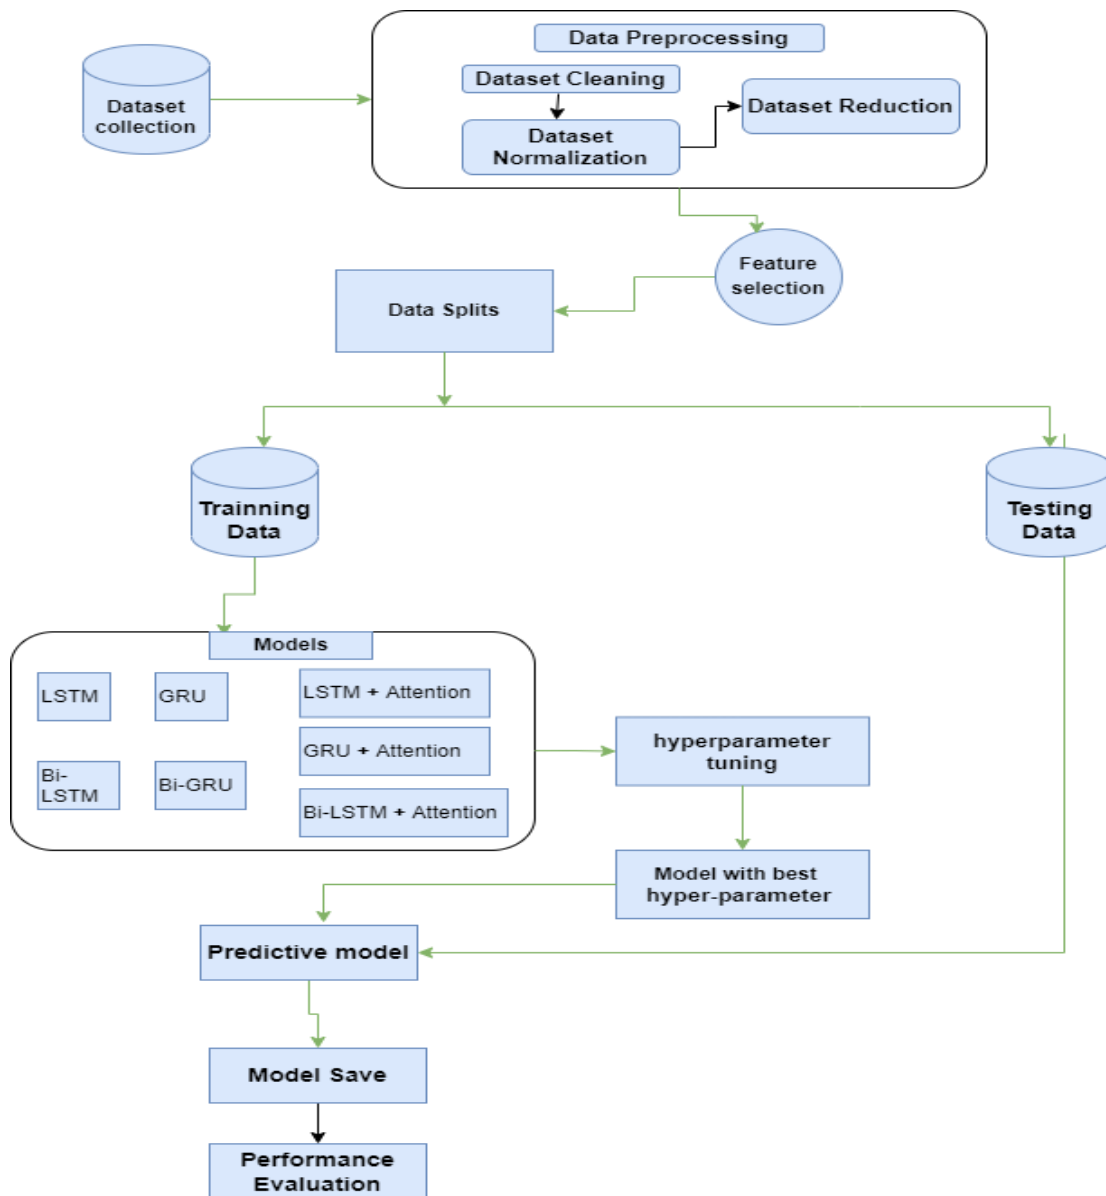 Data Preprocessing
Dataset
collection
Dataset Cleaning
Dataset Reduction
Dataset
Normalization
Feature
selection
Data Splits
Trainning
Data
Testing
Data
Models
LSTM
GRU
LSTM + Attention
GRU + Attention
Bi-
LSTM
Bi-GRU
Bi-LSTM + Attention
hyperparameter
tuning
Model with best
hyper-parameter
Predictive model
Model Save
Performance
Evaluation